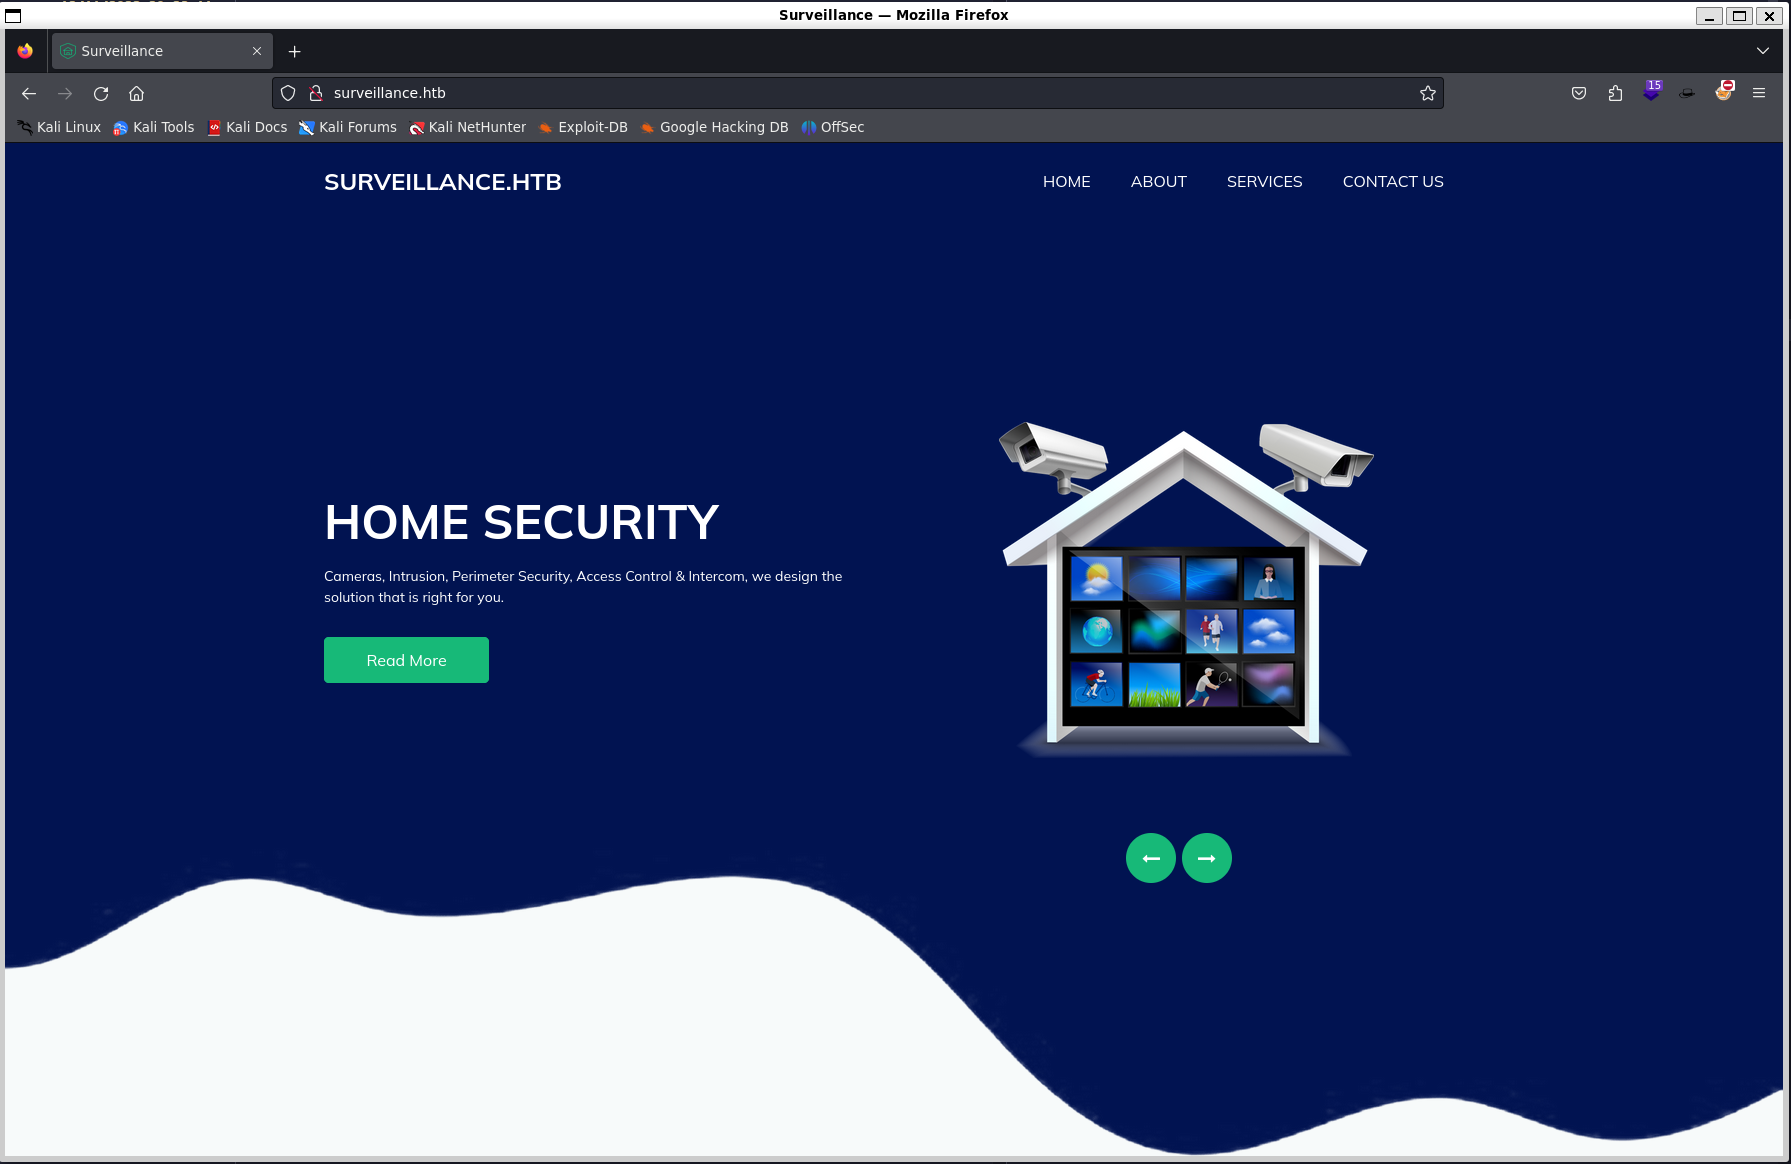 Surveillance — Mozilla Firefox
Surveillance
surveillance.htb
15
Kali Linux Kali Tools Kali Docs Kali Forums Kali NetHunter Exploit-DB Google Hacking DB OffSec
SURVEILLANCE.HTB
HOME ABOUT SERVICES CONTACT US
HOME SECURITY
Cameras, Intrusion, Perimeter Security, Access Control & Intercom, we design the
solution that is right for you.
Read More